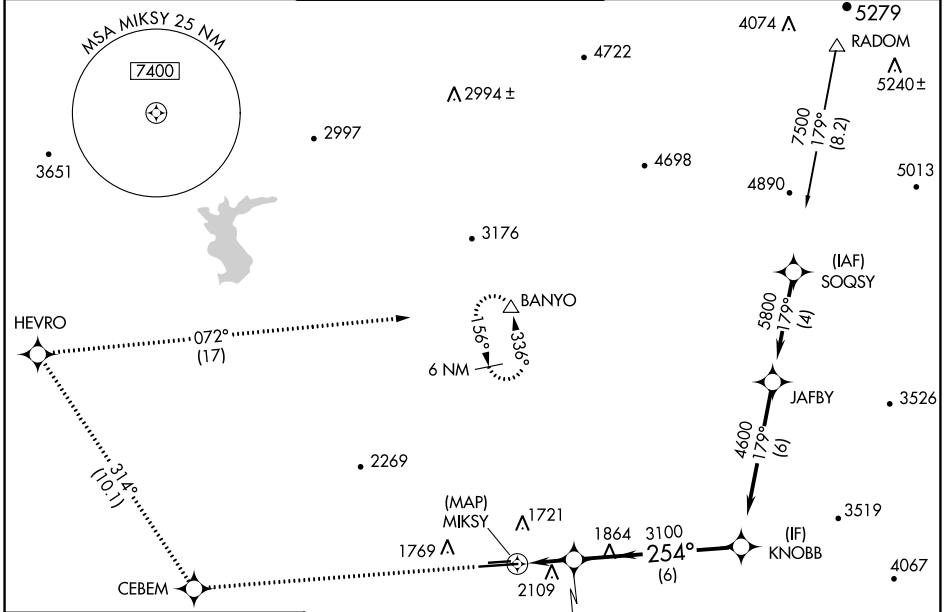 MSA MIKSY 25 NM
7400
5279
4074
RADOM
4722
5240 ±
2994 ±
7500
179°
(8.2)
2997
3651
4698
4890
5013
3176
(IAF)
SOQSY
BANYO
5800
179°
(4)
HEVRO
072°
(17)
156°
336°
6 NM
JAFBY
3526
4600
179°
(6)
2269
314°
(10.1)
(MAP)
MIKSY
1721
3519
1864
3100
(IF)
KNOBB
1769
254°
(6)
2109
4067
CEBEM